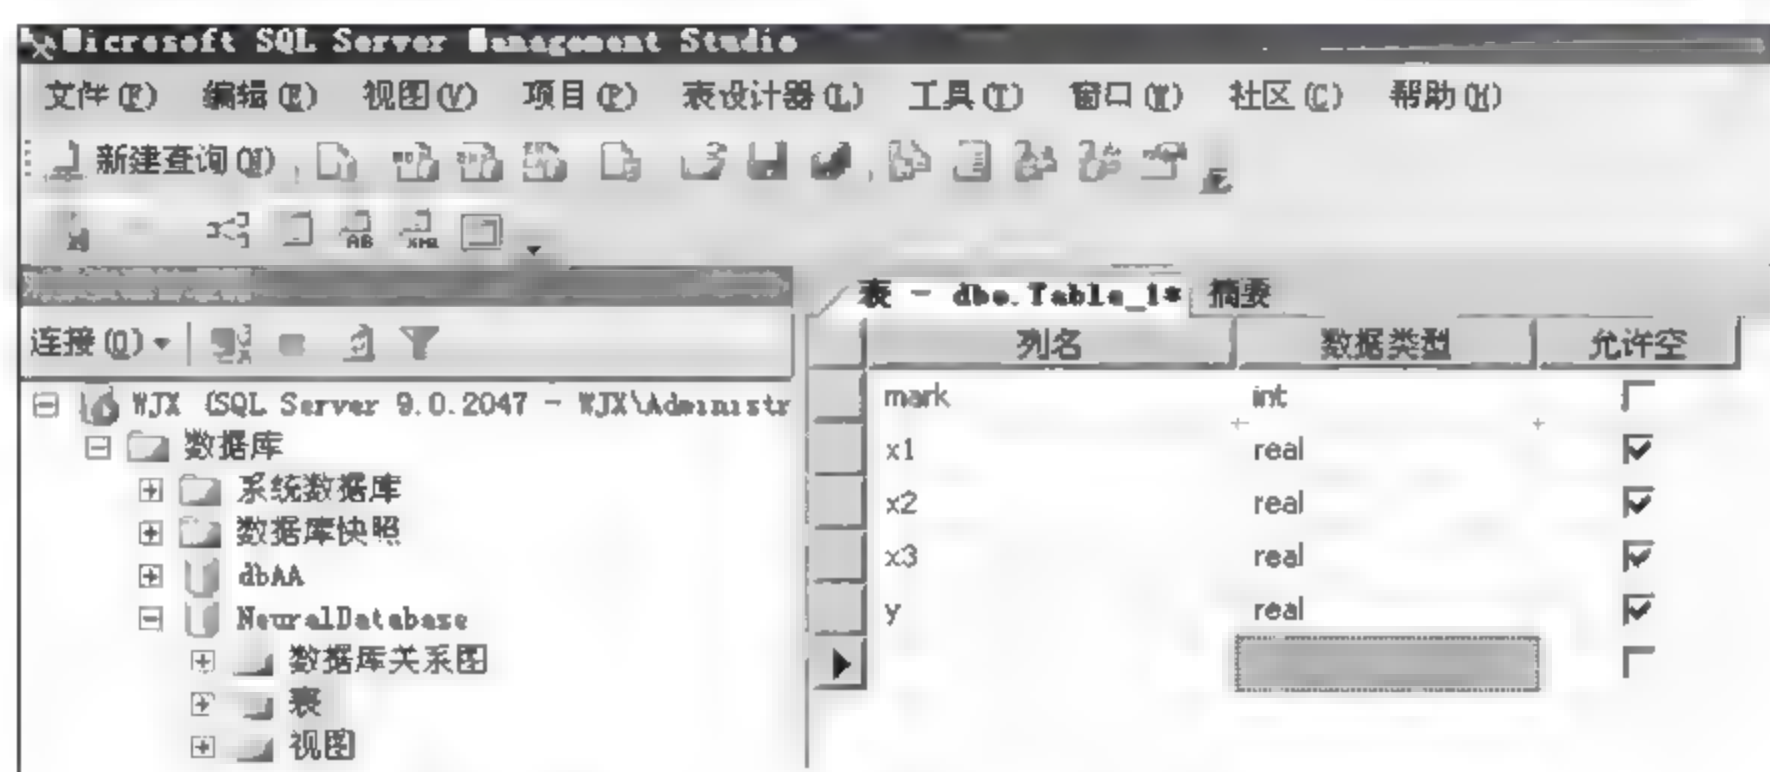 Microsoft SQL Server Management Studio
文件(F) 编辑(E) 视图(V) 项目(P) 表设计器(L) 工具(T) 窗口(W) 社区(C) 帮助(H)
新建查询(N)
AB XML
连接(O)
WJX (SQL Server 9.0.2047 - WJX\Administr
数据库
系统数据库
数据库快照
dbAA
NeuralDatabase
数据库关系图
表
视图
表 - dbo.Table_1* 摘要
列名 数据类型 允许空
mark int
x1 real
x2 real
x3 real
y real